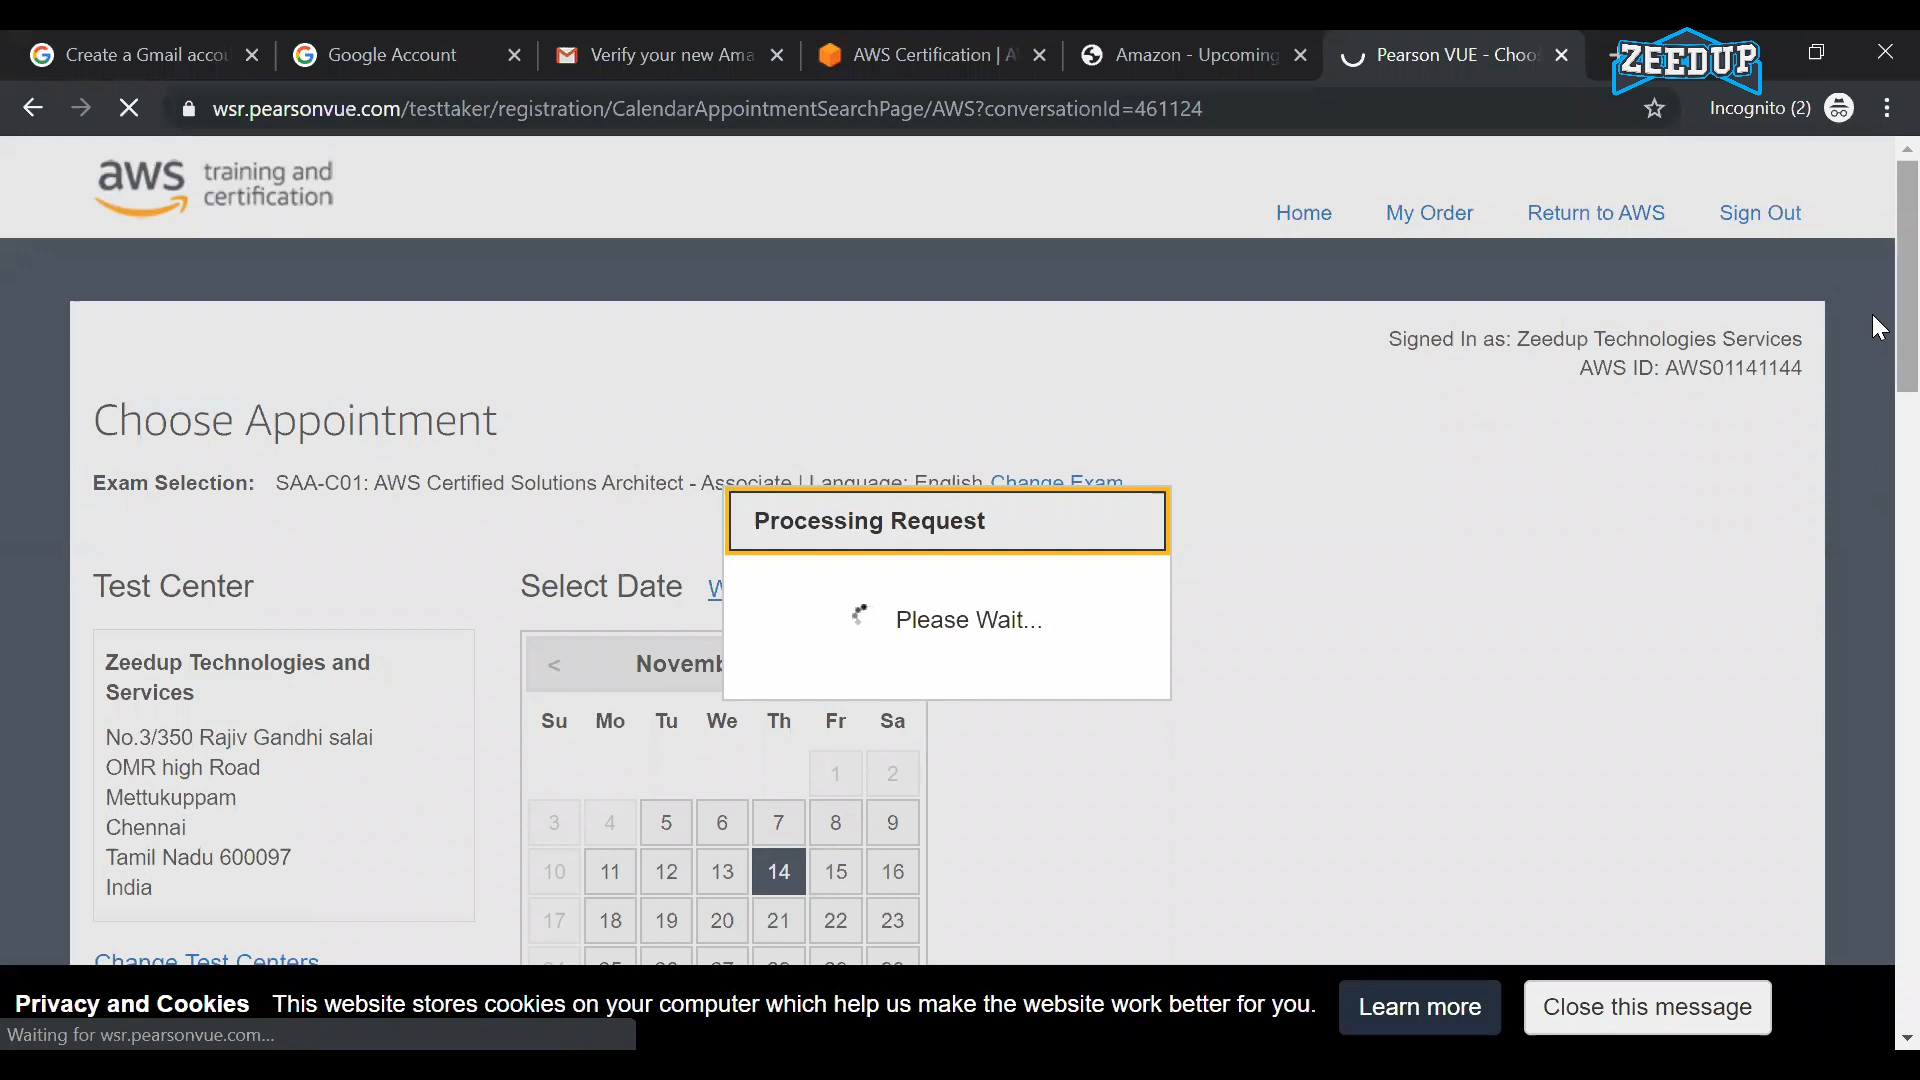 Create a Gmail accou
Google Account
Verify your new Ama
AWS Certification | A
Amazon - Upcoming
Pearson VUE - Choo
ZEEDUP
wsr.pearsonvue.com/testtaker/registration/CalendarAppointmentSearchPage/AWS?conversationId=461124
Incognito (2)
aws training and certification
Home
My Order
Return to AWS
Sign Out
Signed In as: Zeedup Technologies Services
AWS ID: AWS01141144
Choose Appointment
Exam Selection: SAA-C01: AWS Certified Solutions Architect - Associate | Language: English Change Exam
Processing Request
Please Wait...
Test Center
Zeedup Technologies and
Services
No.3/350 Rajiv Gandhi salai
OMR high Road
Mettukuppam
Chennai
Tamil Nadu 600097
India
Change Test Centers
Select Date
< Novemb
Su Mo Tu We Th Fr Sa
1 2
3 4 5 6 7 8 9
10 11 12 13 14 15 16
17 18 19 20 21 22 23
Privacy and Cookies This website stores cookies on your computer which help us make the website work better for you.
Learn more
Close this message
Waiting for wsr.pearsonvue.com...